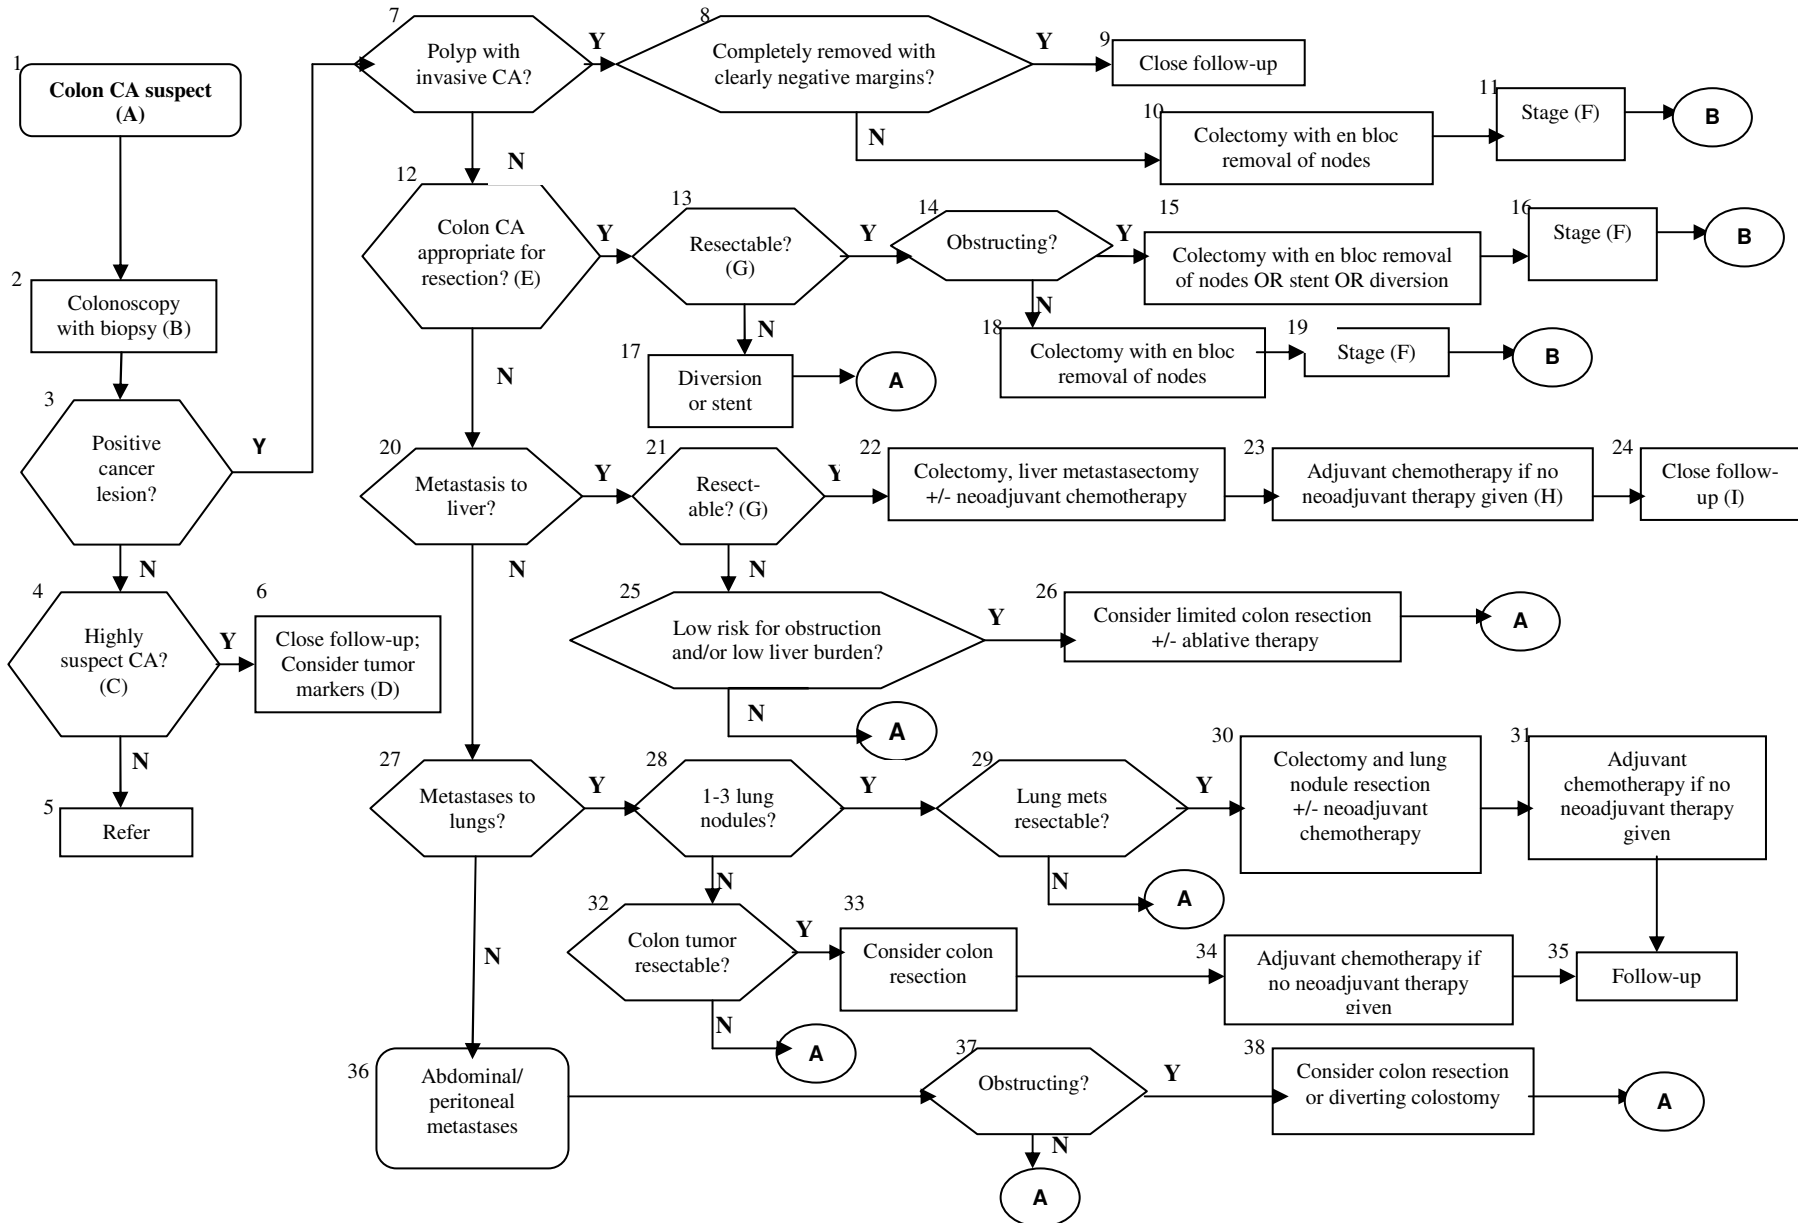 1
Colon CA suspect
(A)
2
Colonoscopy
with biopsy (B)
3
Positive
cancer
lesion?
Y
N
4
Highly
suspect CA?
(C)
Y
N
5
Refer
6
Close follow-up;
Consider tumor
markers (D)
7
Polyp with
invasive CA?
Y
N
8
Completely removed with
clearly negative margins?
Y
N
9
Close follow-up
10
Colectomy with en bloc
removal of nodes
11
Stage (F)
B
12
Colon CA
appropriate for
resection? (E)
Y
N
13
Resectable?
(G)
Y
N
14
Obstructing?
Y
N
15
Colectomy with en bloc removal
of nodes OR stent OR diversion
16
Stage (F)
B
17
Diversion
or stent
A
18
Colectomy with en bloc
removal of nodes
19
Stage (F)
B
20
Metastasis to
liver?
Y
N
21
Resect-
able? (G)
Y
N
22
Colectomy, liver metastasectomy
+/- neoadjuvant chemotherapy
23
Adjuvant chemotherapy if no
neoadjuvant therapy given (H)
24
Close follow-
up (I)
25
Low risk for obstruction
and/or low liver burden?
Y
N
A
26
Consider limited colon resection
+/- ablative therapy
A
27
Metastases to
lungs?
Y
N
28
1-3 lung
nodules?
Y
N
29
Lung mets
resectable?
Y
N
A
30
Colectomy and lung
nodule resection
+/- neoadjuvant
chemotherapy
31
Adjuvant
chemotherapy if no
neoadjuvant therapy
given
32
Colon tumor
resectable?
Y
N
A
33
Consider colon
resection
34
Adjuvant chemotherapy if
no neoadjuvant therapy
given
35
Follow-up
36
Abdominal/
peritoneal
metastases
37
Obstructing?
Y
N
A
38
Consider colon resection
or diverting colostomy
A